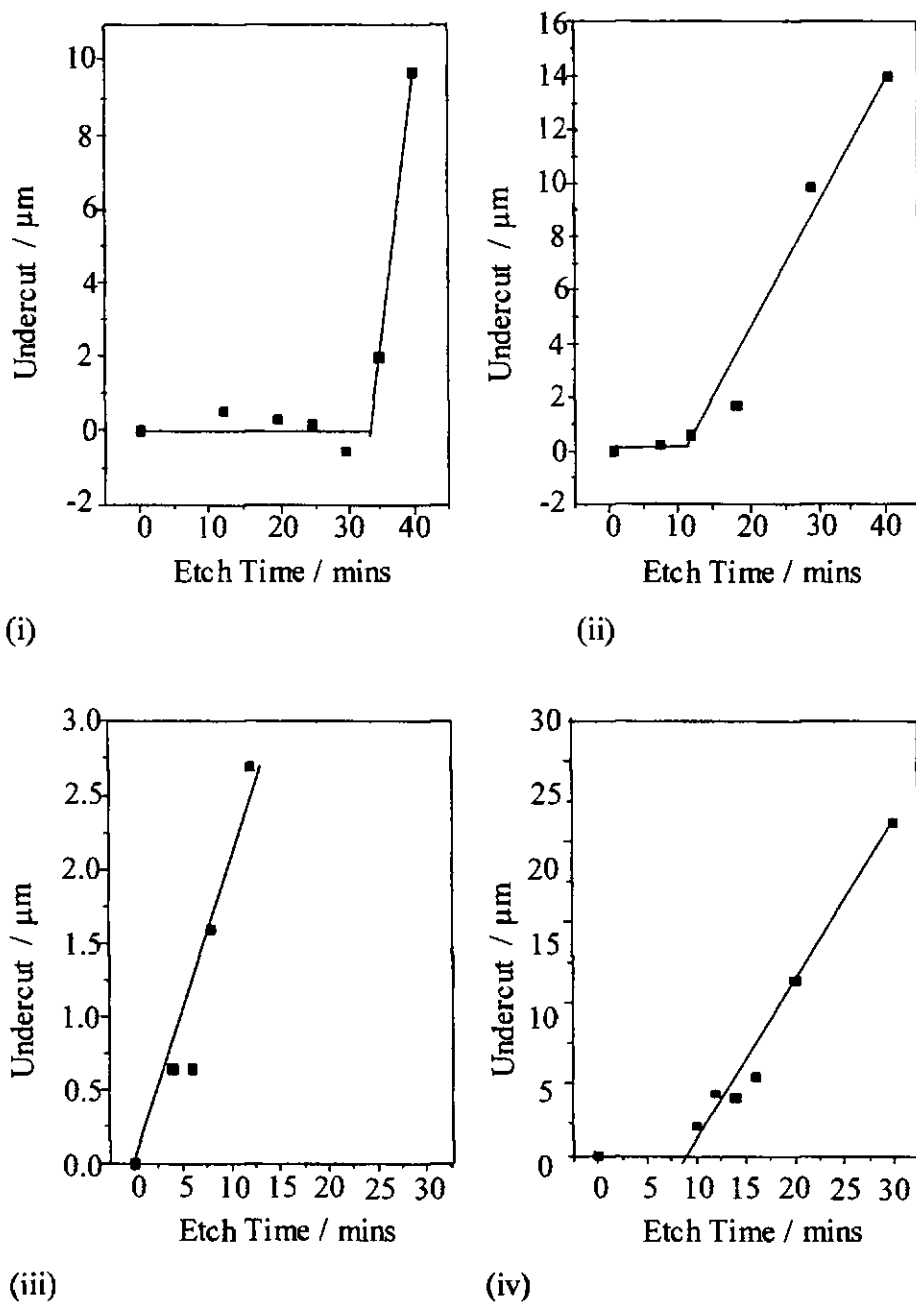 10
8
6
4
2
0
-2
Undercut / µm
0 10 20 30 40
Etch Time / mins
(i)
16
14
12
10
8
6
4
2
0
-2
Undercut / µm
0 10 20 30 40
Etch Time / mins
(ii)
3.0
2.5
2.0
1.5
1.0
0.5
0.0
Undercut / µm
0 5 10 15 20 25 30
Etch Time / mins
(iii)
30
25
20
15
10
5
0
Undercut / µm
0 5 10 15 20 25 30
Etch Time / mins
(iv)